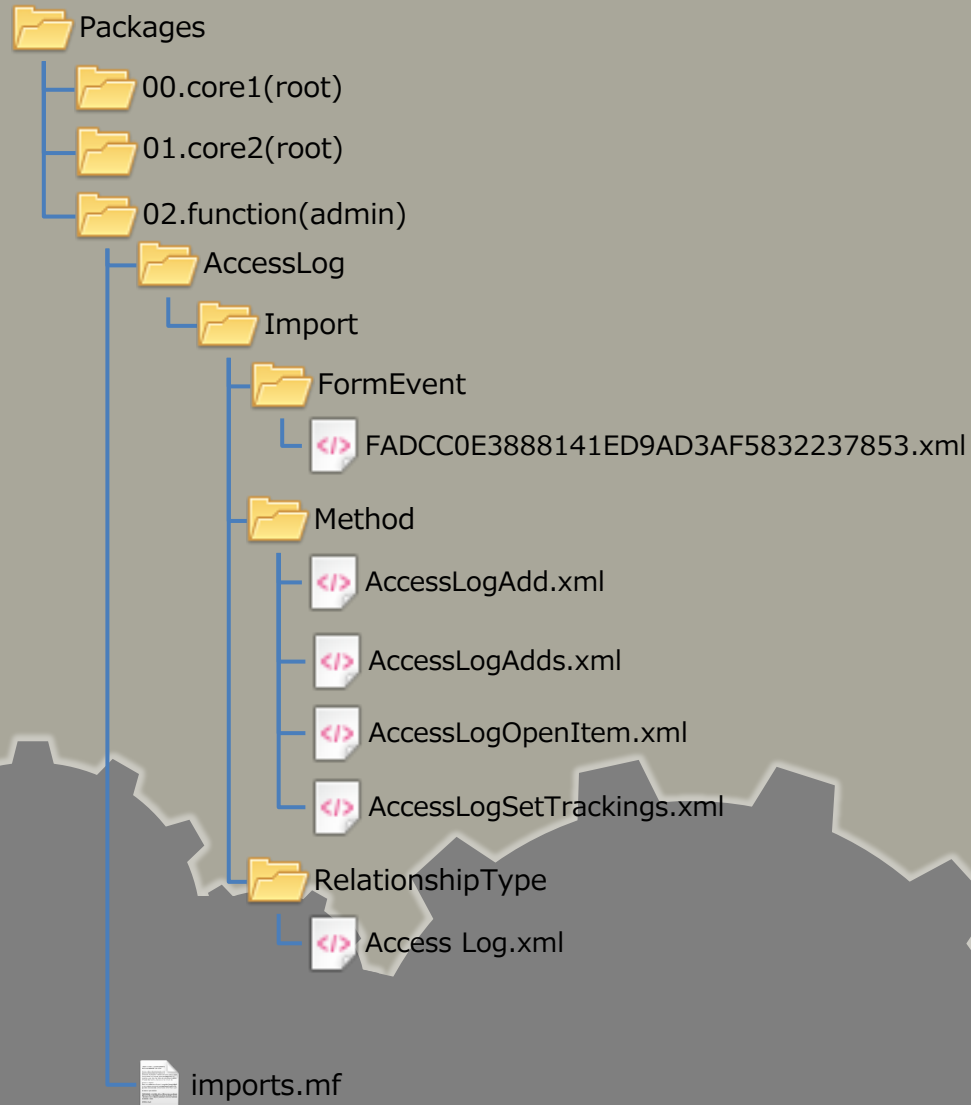 Packages
00.core1(root)
01.core2(root)
02.function(admin)
AccessLog
Import
FormEvent
</> FADCC0E3888141ED9AD3AF5832237853.xml
Method
</> AccessLogAdd.xml
</> AccessLogAdds.xml
</> AccessLogOpenItem.xml
</> AccessLogSetTrackings.xml
RelationshipType
</> Access Log.xml
imports.mf